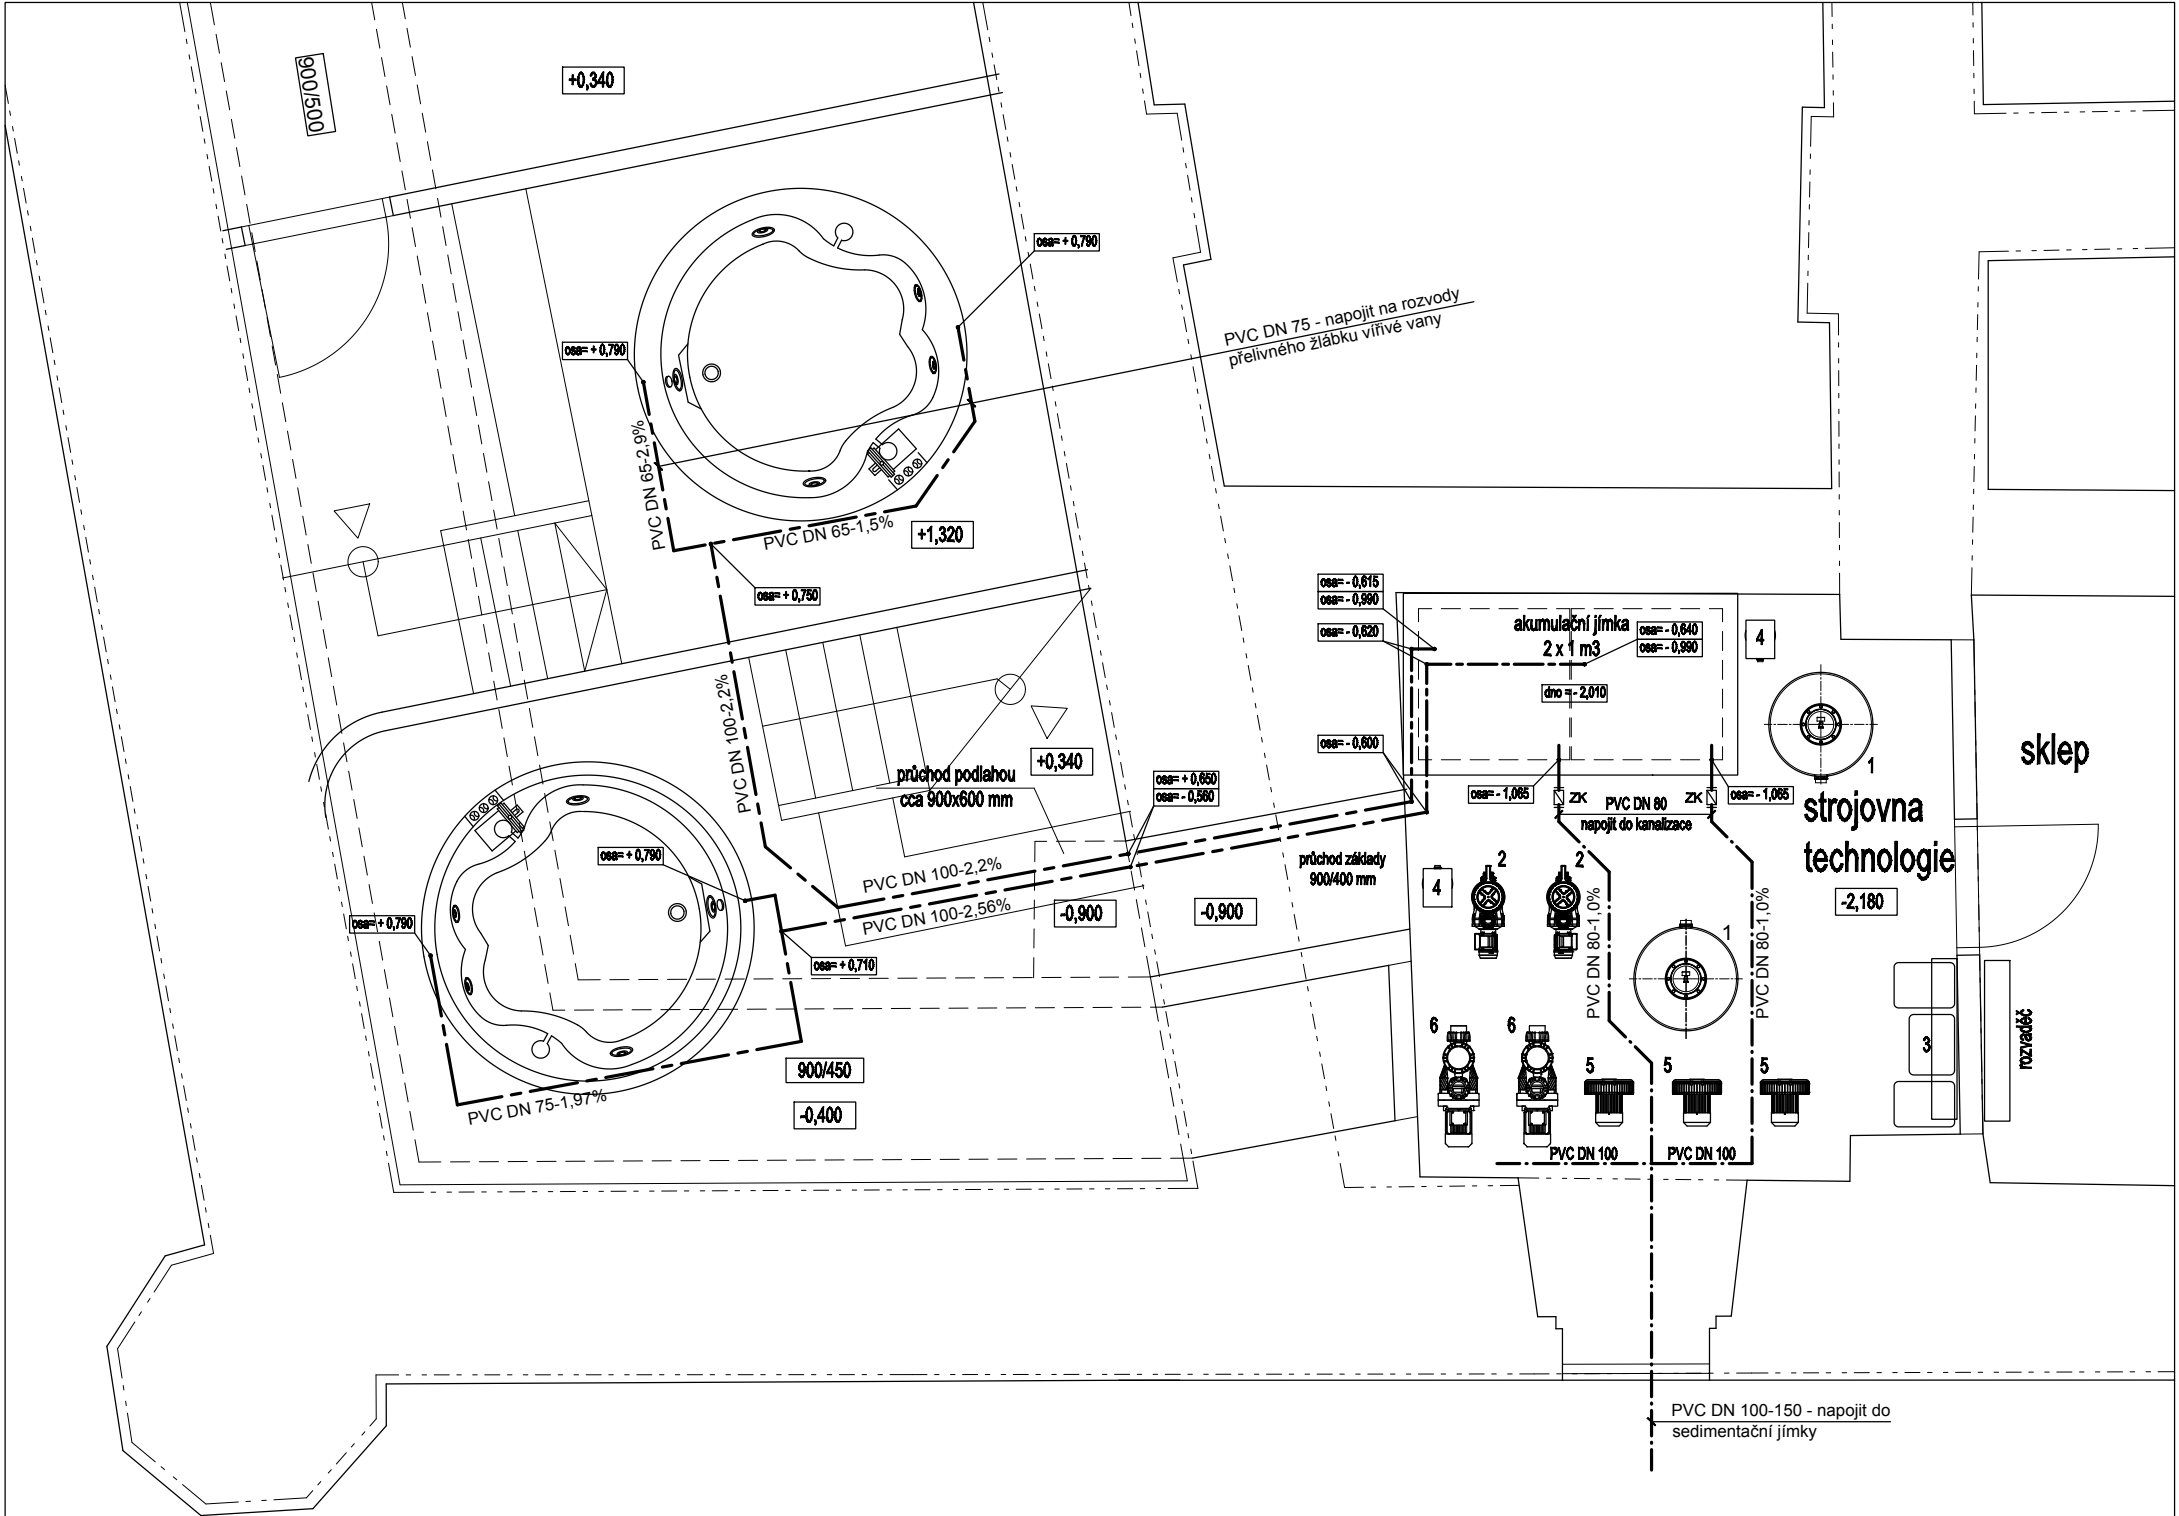 900/500
+0,340
osa= + 0,790
PVC DN 75 - napojit na rozvody
přelivného žlábku vířivé vany
osa= + 0,790
PVC DN 65-2,9%
PVC DN 65-1,5%
+1,320
osa= + 0,750
osa= - 0,615
osa= - 0,990
osa= - 0,620
akumulační jímka
2 x 1 m3
osa= - 0,640
osa= - 0,990
4
dno = - 2,010
PVC DN 100-2,2%
osa= - 0,600
+0,340
průchod podlahou
cca 900x600 mm
osa= + 0,650
osa= - 0,560
sklep
1
osa= - 1,065
ZK
PVC DN 80
napojit do kanalizace
ZK
osa= - 1,065
strojovna
technologie
-2,180
osa= + 0,790
průchod základy
900/400 mm
PVC DN 100-2,2%
PVC DN 100-2,56%
-0,900
-0,900
4
2
2
osa= + 0,790
osa= + 0,710
PVC DN 80-1,0%
1
PVC DN 80-1,0%
6
6
5
5
5
3
rozvaděč
900/450
-0,400
PVC DN 75-1,97%
PVC DN 100
PVC DN 100
PVC DN 100-150 - napojit do
sedimentační jímky